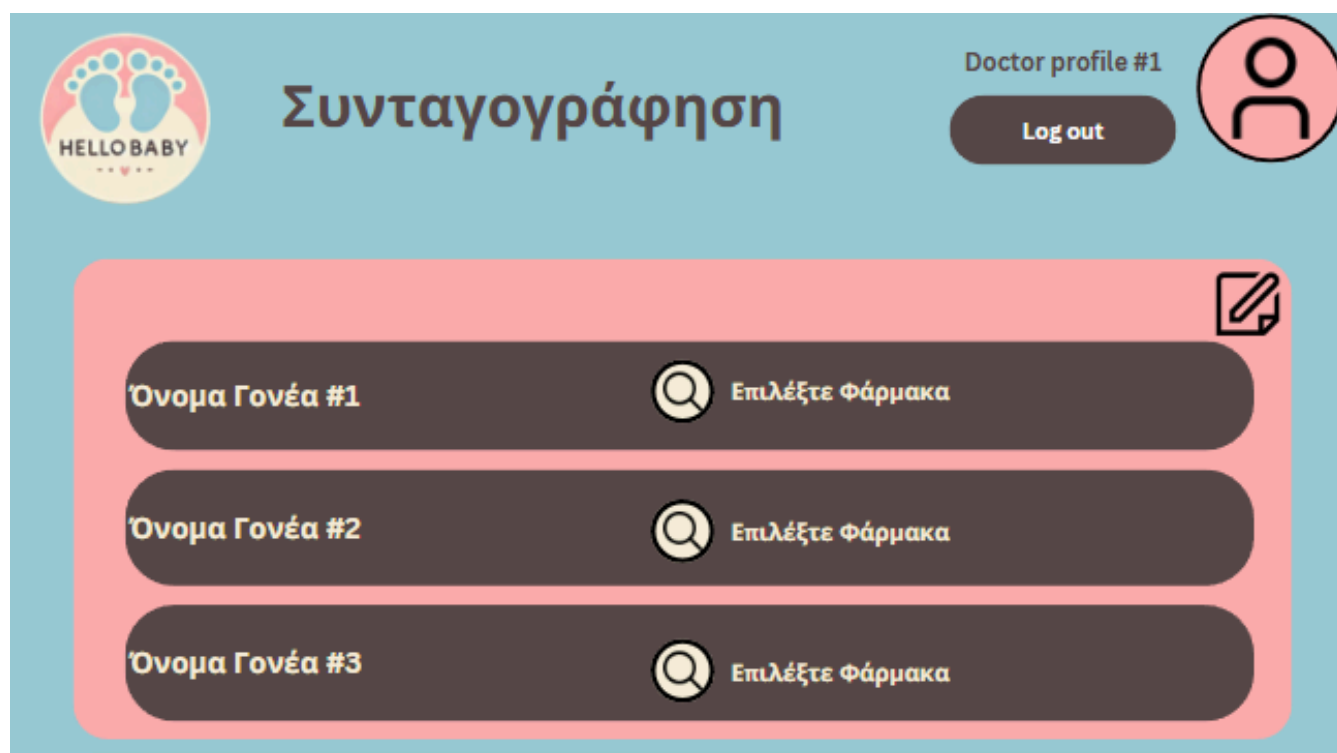 HELLO BABY
Συνταγογράφηση
Doctor profile #1
Log out
Όνομα Γονέα #1
Επιλέξτε Φάρμακα
Όνομα Γονέα #2
Επιλέξτε Φάρμακα
Όνομα Γονέα #3
Επιλέξτε Φάρμακα